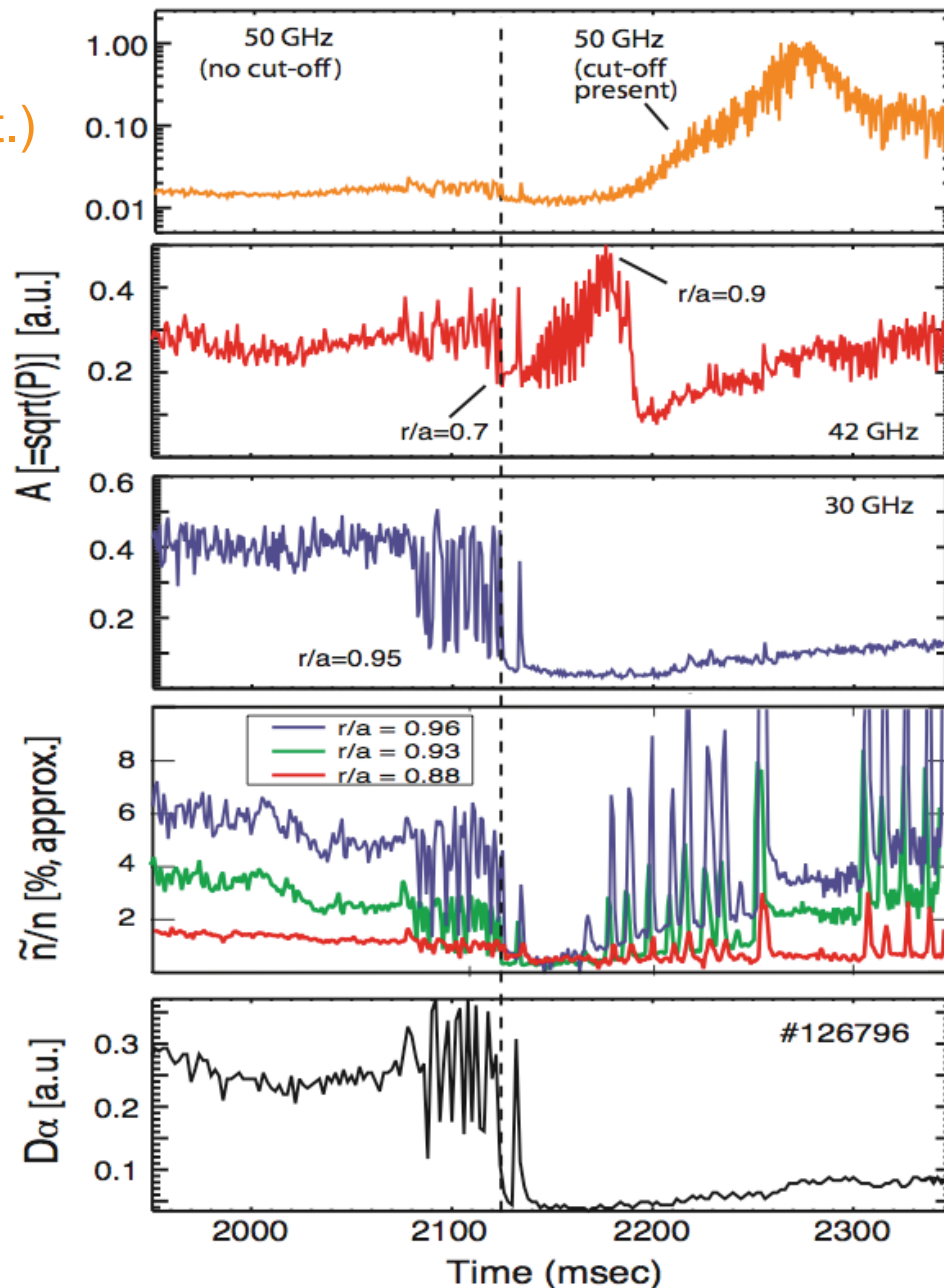 t.)
50 GHz
(no cut-off)
50 GHz
(cut-off
present)
1.00
0.10
0.01
A [=sqrt(P)] [a.u.]
0.4
0.2
r/a=0.9
r/a=0.7
42 GHz
0.6
0.4
0.2
30 GHz
r/a=0.95
ñ/n [%, approx.]
8
6
4
2
r/a = 0.96
r/a = 0.93
r/a = 0.88
Dα [a.u.]
0.3
0.2
0.1
#126796
2000 2100 2200 2300
Time (msec)